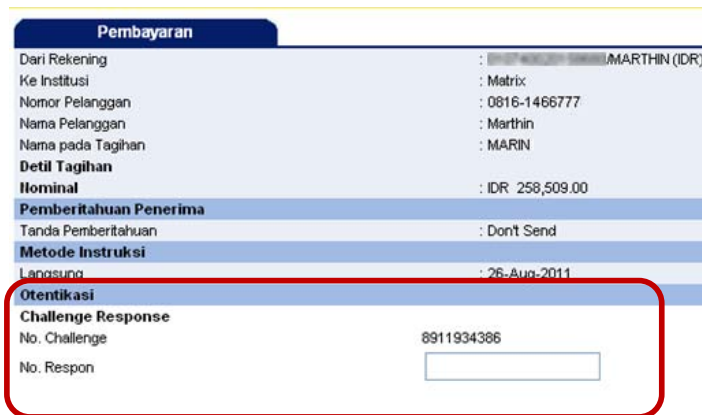 Pembayaran
Dari Rekening : /MARTHIN (IDR)
Ke Institusi : Matrix
Nomor Pelanggan : 0816-1466777
Nama Pelanggan : Marthin
Nama pada Tagihan : MARIN
Detil Tagihan
Nominal : IDR 258,509.00
Pemberitahuan Penerima
Tanda Pemberitahuan : Don't Send
Metode Instruksi
Langsung : 26-Aug-2011
Otentikasi
Challenge Response
No. Challenge 8911934386
No. Respon